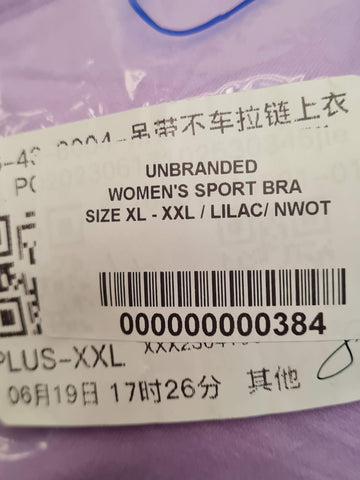 吊带不车拉链上衣
UNBRANDED
WOMEN'S SPORT BRA
SIZE XL - XXL / LILAC/ NWOT
000000000384
PLUS-XXL
06月19日 17时26分 其他